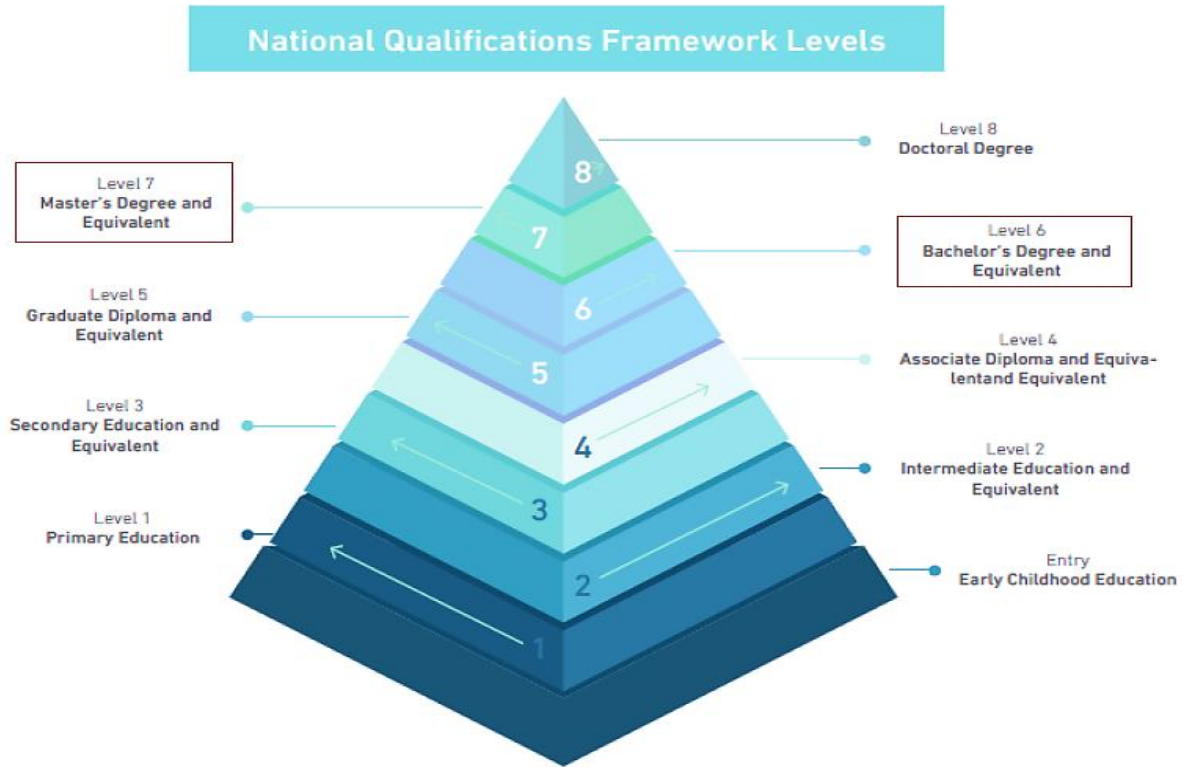 National Qualifications Framework Levels
Level 8
Doctoral Degree
8
Level 7
Master's Degree and
Equivalent
7
Level 6
Bachelor's Degree and
Equivalent
6
Level 5
Graduate Diploma and
Equivalent
5
Level 4
Associate Diploma and Equiva-
lentand Equivalent
4
Level 3
Secondary Education and
Equivalent
3
Level 2
Intermediate Education and
Equivalent
2
Level 1
Primary Education
1
Entry
Early Childhood Education